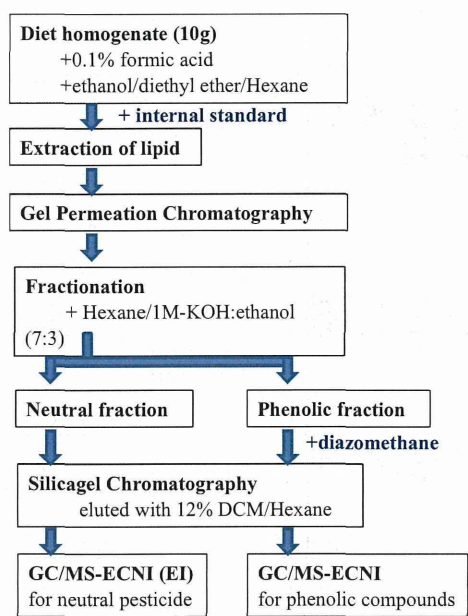 Diet homogenate (10g)
+0.1% formic acid
+ethanol/diethyl ether/Hexane
+ internal standard
Extraction of lipid
Gel Permeation Chromatography
Fractionation
+ Hexane/1M-KOH:ethanol
(7:3)
Neutral fraction
Phenolic fraction
+diazomethane
Silicagel Chromatography
eluted with 12% DCM/Hexane
GC/MS-ECNI (EI)
for neutral pesticide
GC/MS-ECNI
for phenolic compounds